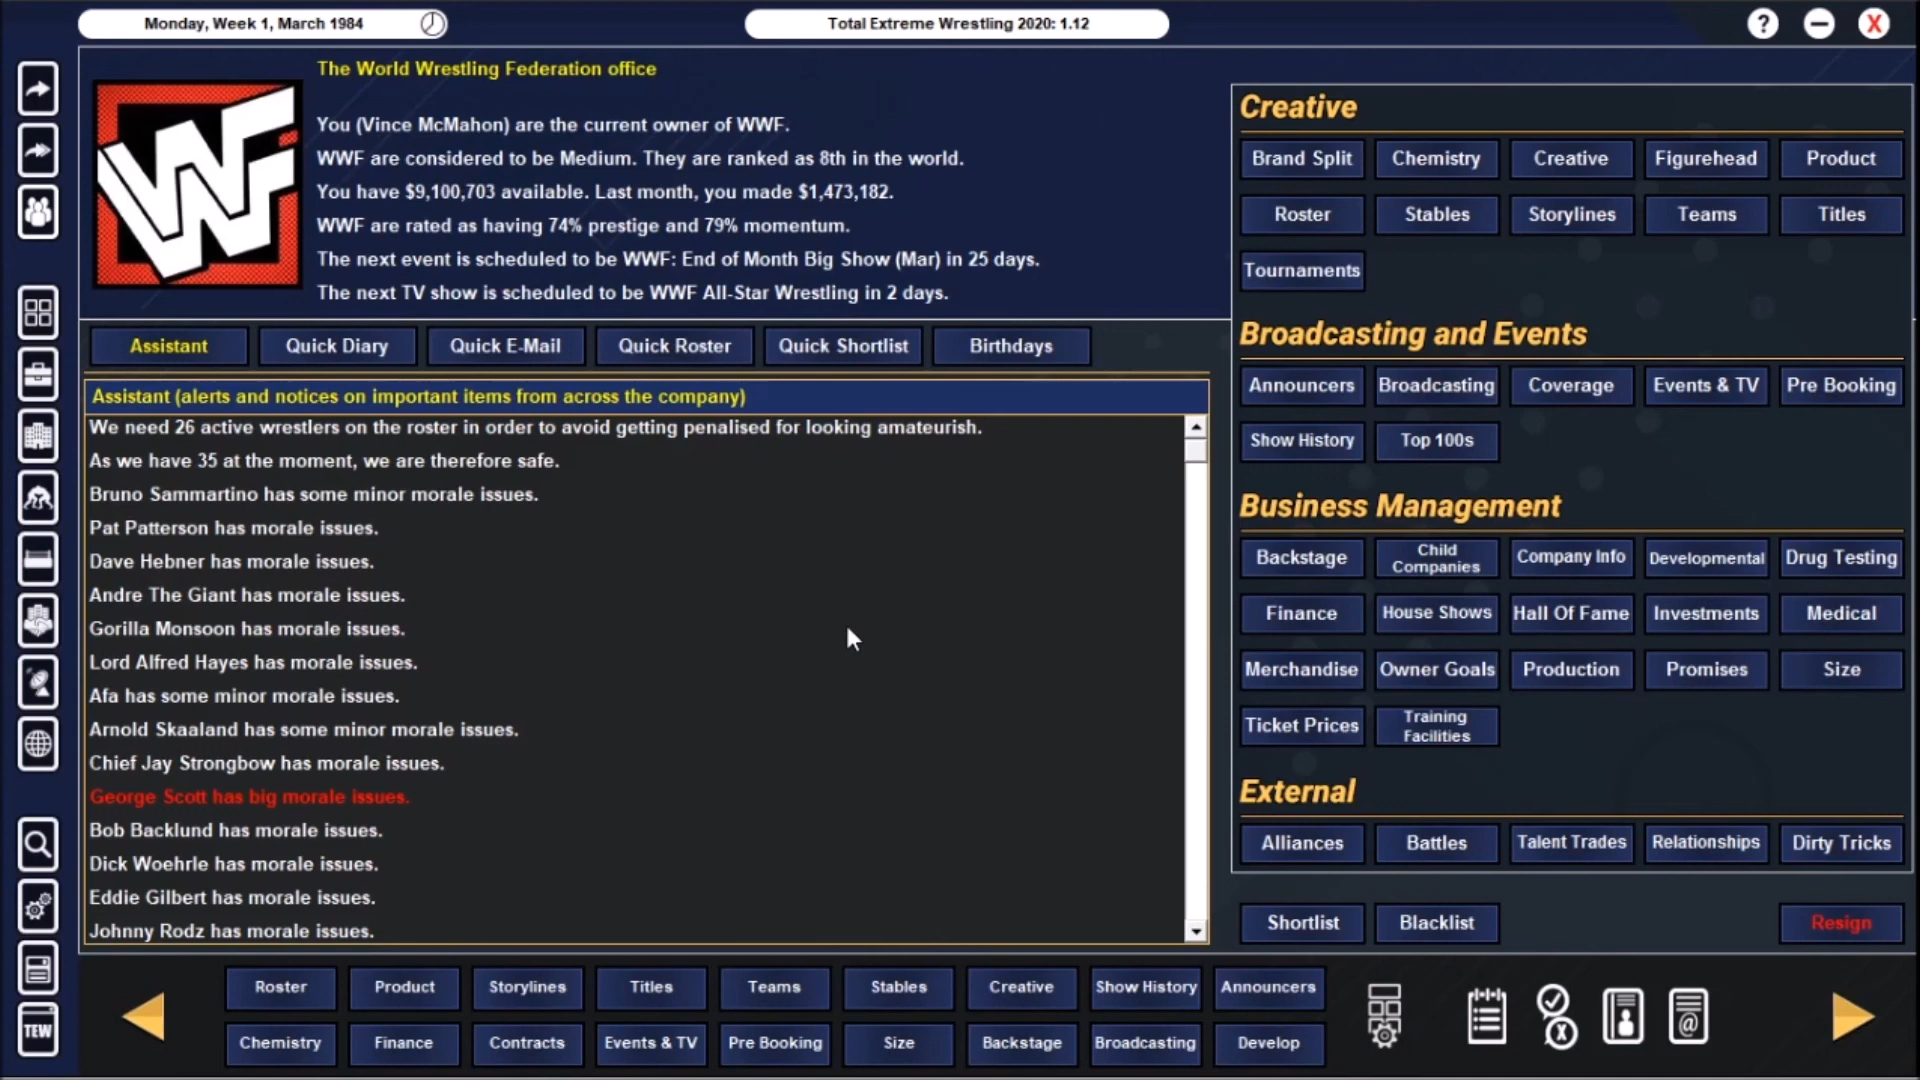 Monday, Week 1, March 1984
Total Extreme Wrestling 2020: 1.12
?
X
WWF
The World Wrestling Federation office
You (Vince McMahon) are the current owner of WWF.
WWF are considered to be Medium. They are ranked as 8th in the world.
You have $9,100,703 available. Last month, you made $1,473,182.
WWF are rated as having 74% prestige and 79% momentum.
The next event is scheduled to be WWF: End of Month Big Show (Mar) in 25 days.
The next TV show is scheduled to be WWF All-Star Wrestling in 2 days.
Assistant
Quick Diary
Quick E-Mail
Quick Roster
Quick Shortlist
Birthdays
Assistant (alerts and notices on important items from across the company)
We need 26 active wrestlers on the roster in order to avoid getting penalised for looking amateurish.
As we have 35 at the moment, we are therefore safe.
Bruno Sammartino has some minor morale issues.
Pat Patterson has morale issues.
Dave Hebner has morale issues.
Andre The Giant has morale issues.
Gorilla Monsoon has morale issues.
Lord Alfred Hayes has morale issues.
Afa has some minor morale issues.
Arnold Skaaland has some minor morale issues.
Chief Jay Strongbow has morale issues.
George Scott has big morale issues.
Bob Backlund has morale issues.
Dick Woehrle has morale issues.
Eddie Gilbert has morale issues.
Johnny Rodz has morale issues.
Creative
Brand Split
Chemistry
Creative
Figurehead
Product
Roster
Stables
Storylines
Teams
Titles
Tournaments
Broadcasting and Events
Announcers
Broadcasting
Coverage
Events & TV
Pre Booking
Show History
Top 100s
Business Management
Backstage
Child
Companies
Company Info
Developmental
Drug Testing
Finance
House Shows
Hall Of Fame
Investments
Medical
Merchandise
Owner Goals
Production
Promises
Size
Ticket Prices
Training
Facilities
External
Alliances
Battles
Talent Trades
Relationships
Dirty Tricks
Shortlist
Blacklist
Resign
TEW
Roster
Product
Storylines
Titles
Teams
Stables
Creative
Show History
Announcers
Chemistry
Finance
Contracts
Events & TV
Pre Booking
Size
Backstage
Broadcasting
Develop
@